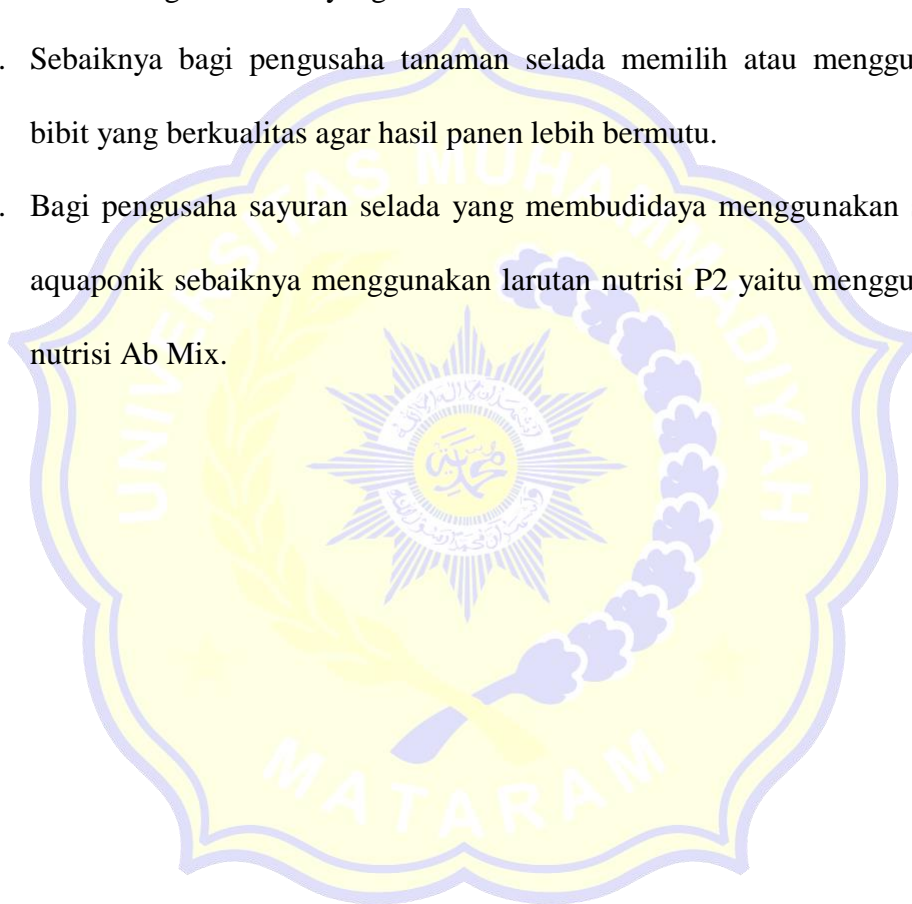 . Sebaiknya bagi pengusaha tanaman selada memilih atau menggu
bibit yang berkualitas agar hasil panen lebih bermutu.
. Bagi pengusaha sayuran selada yang membudidaya menggunakan
aquaponik sebaiknya menggunakan larutan nutrisi P2 yaitu menggu
nutrisi Ab Mix.
UNIVERSITAS MUHAMMADIYAH
MATARAM